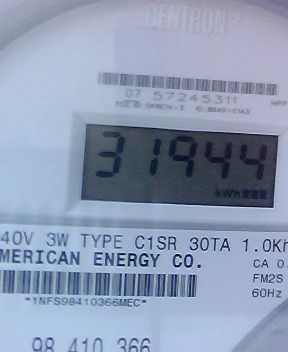 CENTRON®
07 57245311
31944
kWh
40V 3W TYPE C1SR 30TA 1.0Kh
MERICAN ENERGY CO.
CA 0.
FM2S
60Hz
*1NFS98410366MEC*
98 410 366